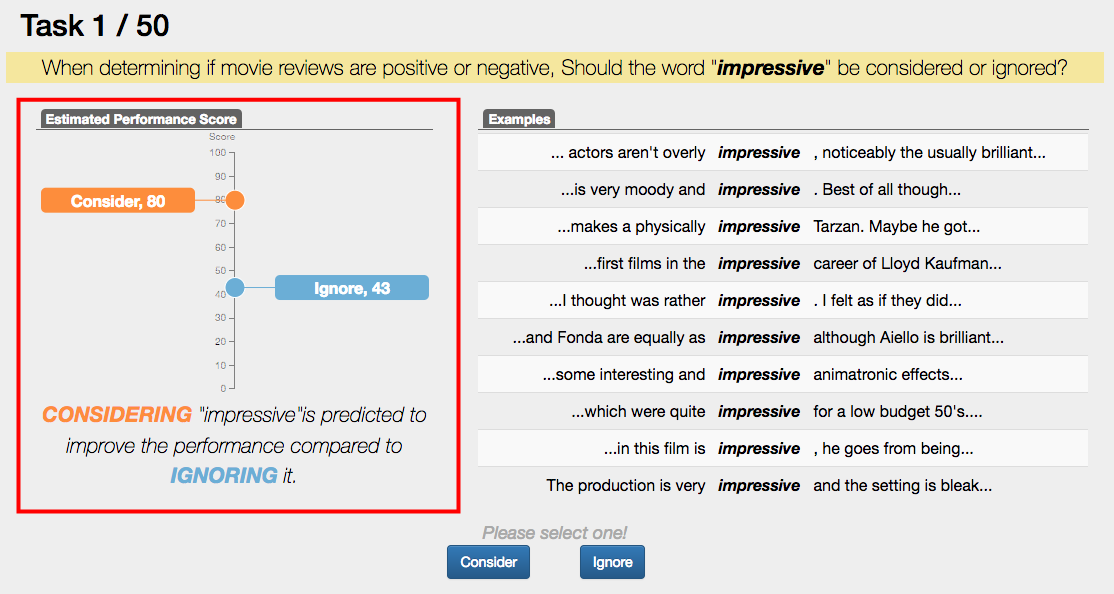 Task 1 / 50
When determining if movie reviews are positive or negative, Should the word "impressive" be considered or ignored?
Estimated Performance Score
Score
100
90
Consider, 80
80
70
60
50
40
Ignore, 43
30
20
10
0
CONSIDERING "impressive"is predicted to
improve the performance compared to
IGNORING it.
Examples
... actors aren't overly impressive , noticeably the usually brilliant...
...is very moody and impressive . Best of all though...
...makes a physically impressive Tarzan. Maybe he got...
...first films in the impressive career of Lloyd Kaufman...
...I thought was rather impressive . I felt as if they did...
...and Fonda are equally as impressive although Aiello is brilliant...
...some interesting and impressive animatronic effects...
...which were quite impressive for a low budget 50's....
...in this film is impressive , he goes from being...
The production is very impressive and the setting is bleak...
Please select one!
Consider
Ignore